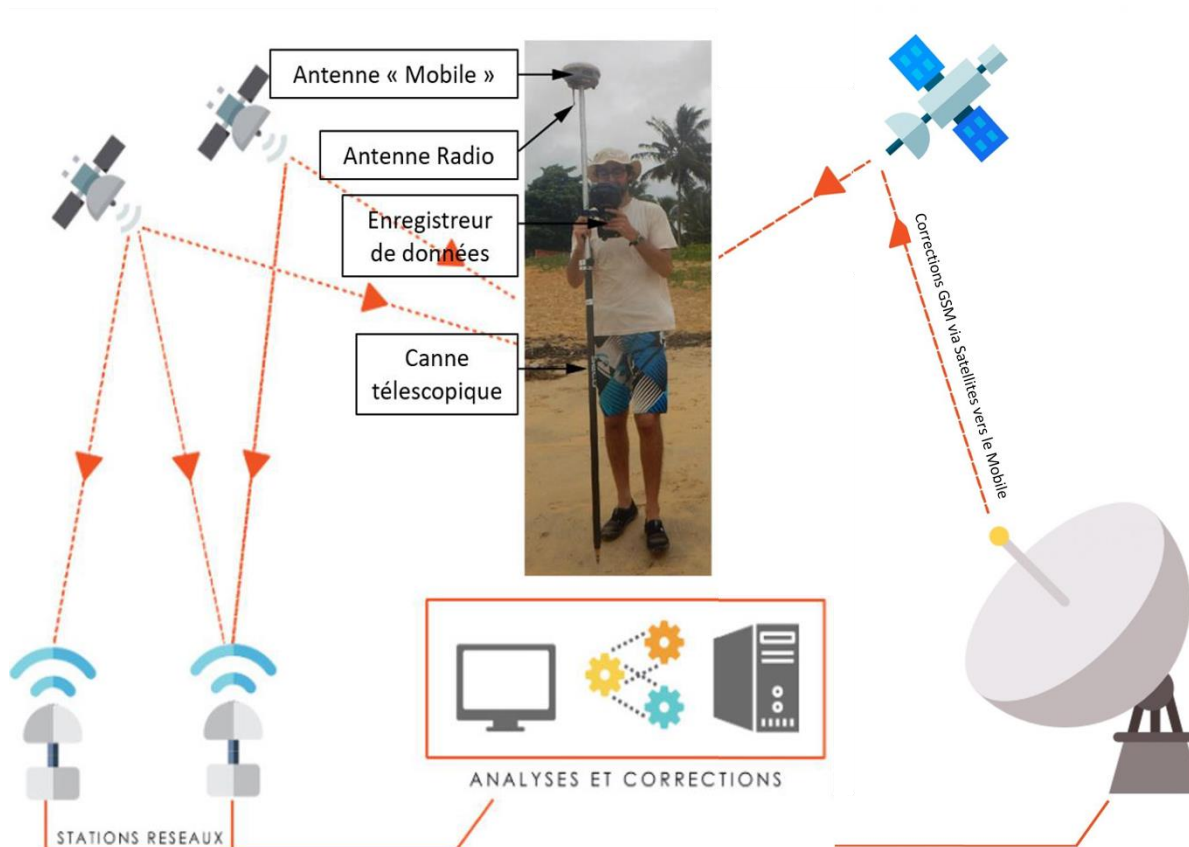 Antenne « Mobile »
Antenne Radio
Enregistreur
de données
Canne
télescopique
Corrections GSM via Satellites vers le Mobile
ANALYSES ET CORRECTIONS
STATIONS RESEAUX